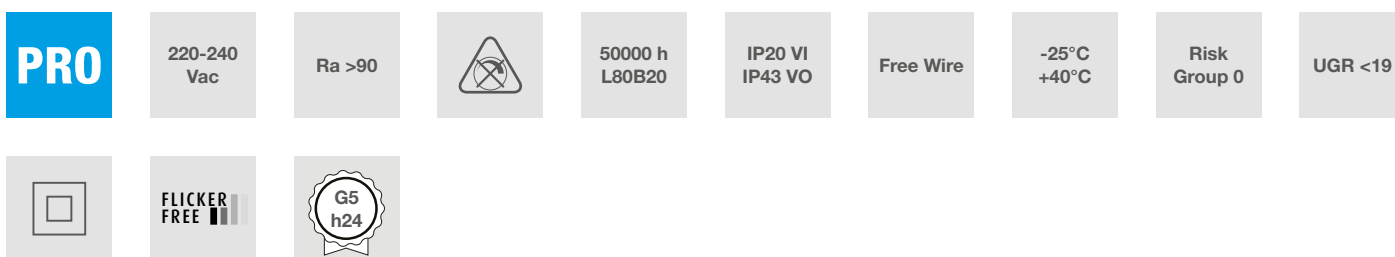 PRO
220-240
Vac
Ra >90
50000 h
L80B20
IP20 VI
IP43 VO
Free Wire
-25°C
+40°C
Risk
Group 0
UGR <19
FLICKER
FREE
G5
h24